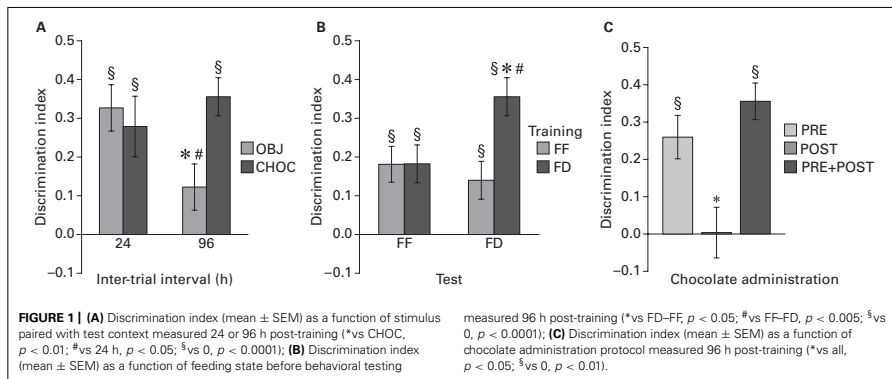 A
Discrimination index
0.5
0.4
0.3
0.2
0.1
0.0
−0.1
§
§
* #
§
24
96
Inter-trial interval (h)
OBJ
CHOC
B
Discrimination index
0.5
0.4
0.3
0.2
0.1
0.0
−0.1
§
§
§
§ * #
FF
FD
Test
Training
FF
FD
C
Discrimination index
0.5
0.4
0.3
0.2
0.1
0.0
−0.1
§
*
§
Chocolate administration
PRE
POST
PRE+POST
FIGURE 1 | (A) Discrimination index (mean ± SEM) as a function of stimulus
paired with test context measured 24 or 96 h post-training (*vs CHOC,
p < 0.01; #vs 24 h, p < 0.05; §vs 0, p < 0.0001); (B) Discrimination index
(mean ± SEM) as a function of feeding state before behavioral testing
measured 96 h post-training (*vs FD–FF, p < 0.05; #vs FF–FD, p < 0.005; §vs
0, p < 0.0001); (C) Discrimination index (mean ± SEM) as a function of
chocolate administration protocol measured 96 h post-training (*vs all,
p < 0.05; §vs 0, p < 0.01).